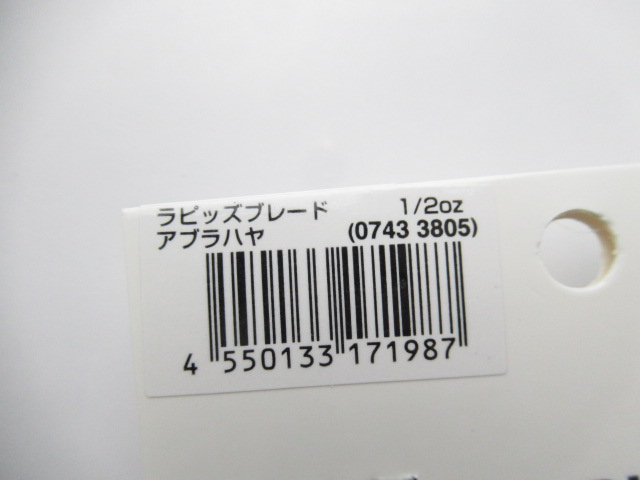 ラピッズブレード 1/2oz
アブラハヤ (0743 3805)
4 550133 171987